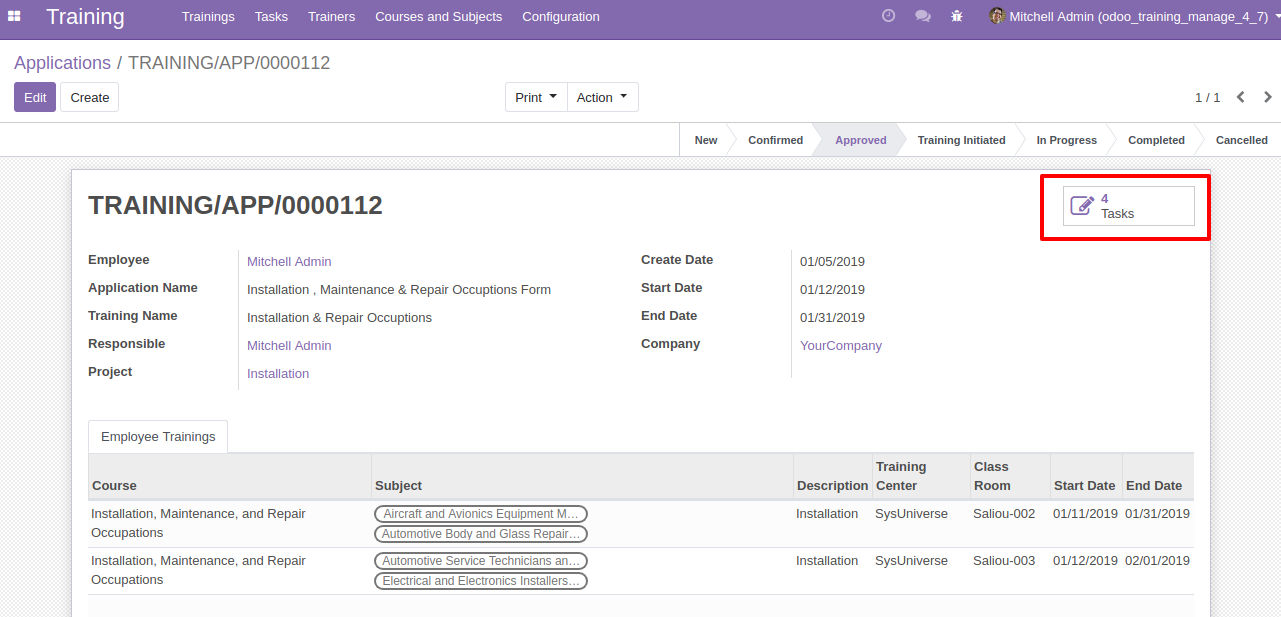 Training Trainings Tasks Trainers Courses and Subjects Configuration Mitchell Admin (odoo_training_manage_4_7)
Applications / TRAINING/APP/0000112
Edit Create Print Action 1 / 1
New Confirmed Approved Training Initiated In Progress Completed Cancelled
TRAINING/APP/0000112
4
Tasks
Employee Mitchell Admin Create Date 01/05/2019
Application Name Installation , Maintenance & Repair Occuptions Form Start Date 01/12/2019
Training Name Installation & Repair Occuptions End Date 01/31/2019
Responsible Mitchell Admin Company YourCompany
Project Installation
Employee Trainings
Course Subject Description Training Center Class Room Start Date End Date
Installation, Maintenance, and Repair Occupations Aircraft and Avionics Equipment M... Installation SysUniverse Saliou-002 01/11/2019 01/31/2019
Automotive Body and Glass Repair...
Installation, Maintenance, and Repair Occupations Automotive Service Technicians an... Installation SysUniverse Saliou-003 01/12/2019 02/01/2019
Electrical and Electronics Installers...